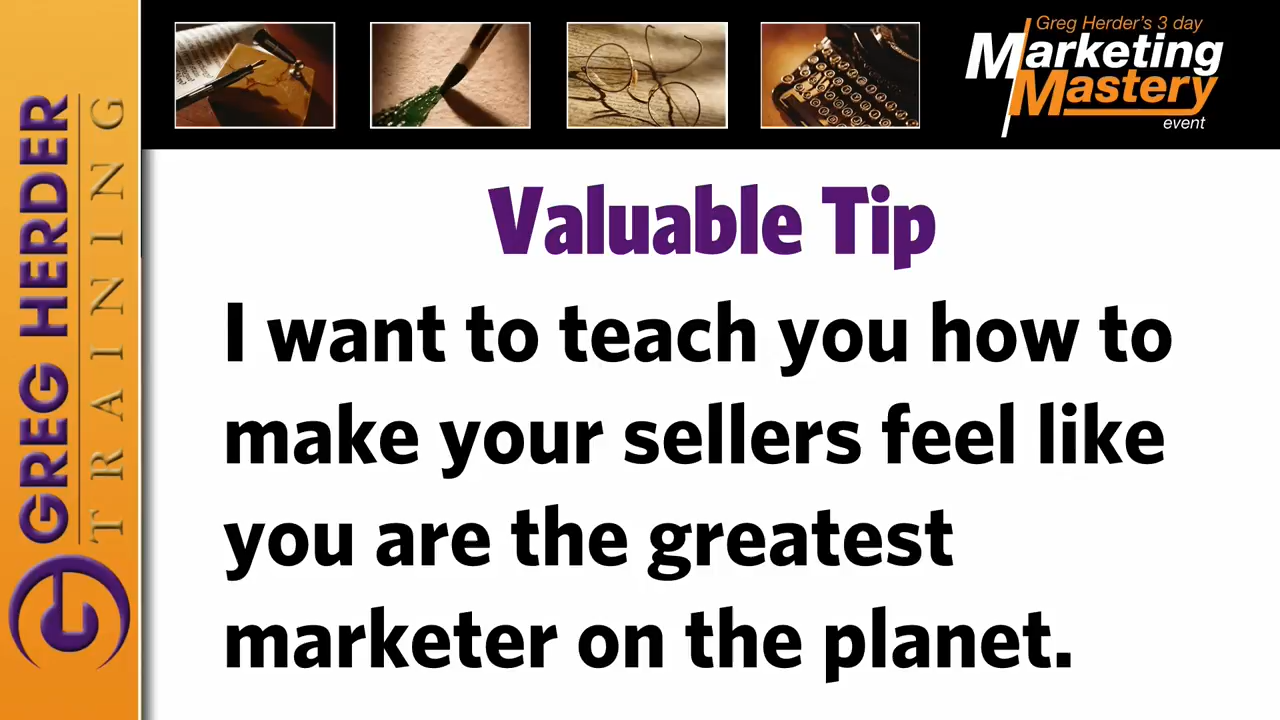 Greg Herder's 3 day
Marketing
Mastery
event
GREG HERDER
TRAINING
Valuable Tip
I want to teach you how to
make your sellers feel like
you are the greatest
marketer on the planet.